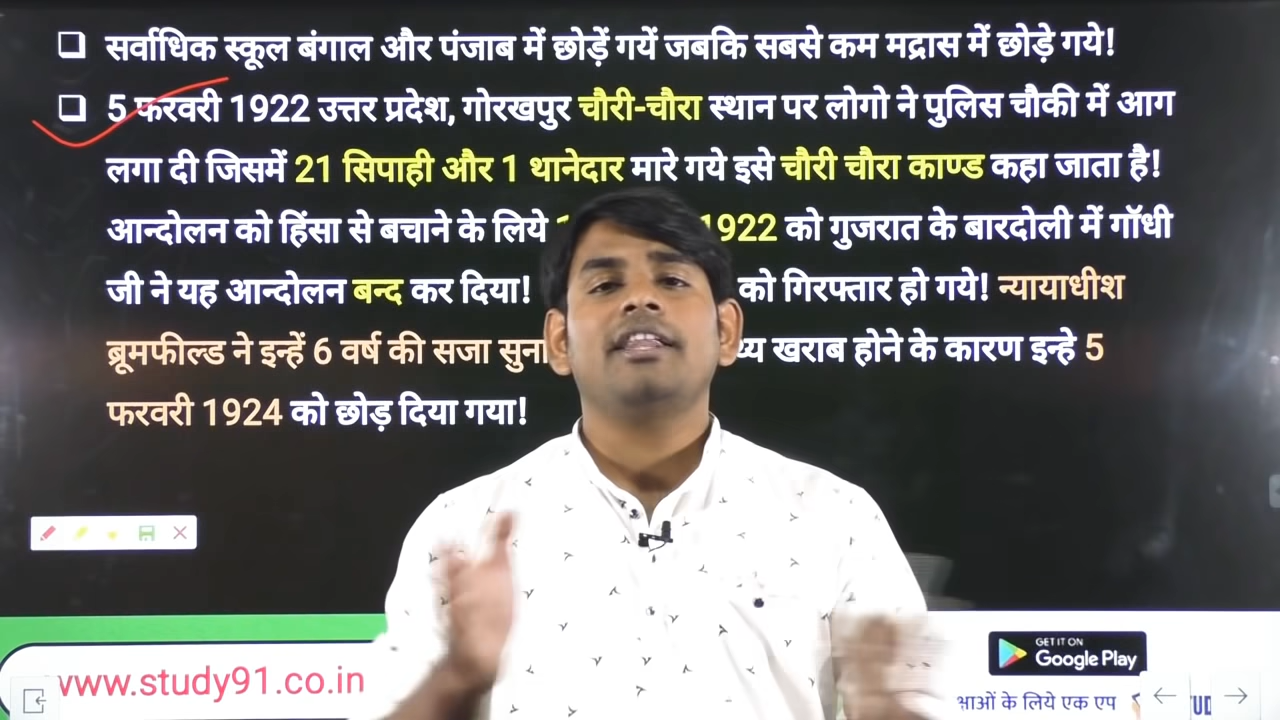 ❑ सर्वाधिक स्कूल बंगाल और पंजाब में छोड़ें गयें जबकि सबसे कम मद्रास में छोड़े गये!
❑ 5 फरवरी 1922 उत्तर प्रदेश, गोरखपुर चौरी-चौरा स्थान पर लोगो ने पुलिस चौकी में आग
लगा दी जिसमें 21 सिपाही और 1 थानेदार मारे गये इसे चौरी चौरा काण्ड कहा जाता है!
आन्दोलन को हिंसा से बचाने के लिये 1922 को गुजरात के बारदोली में गॉधी
जी ने यह आन्दोलन बन्द कर दिया! को गिरफ्तार हो गये! न्यायाधीश
ब्रूमफील्ड ने इन्हें 6 वर्ष की सजा खराब होने के कारण इन्हे 5
फरवरी 1924 को छोड़ दिया गया!
www.study91.co.in
GET IT ON
Google Play
के लिये एक एप